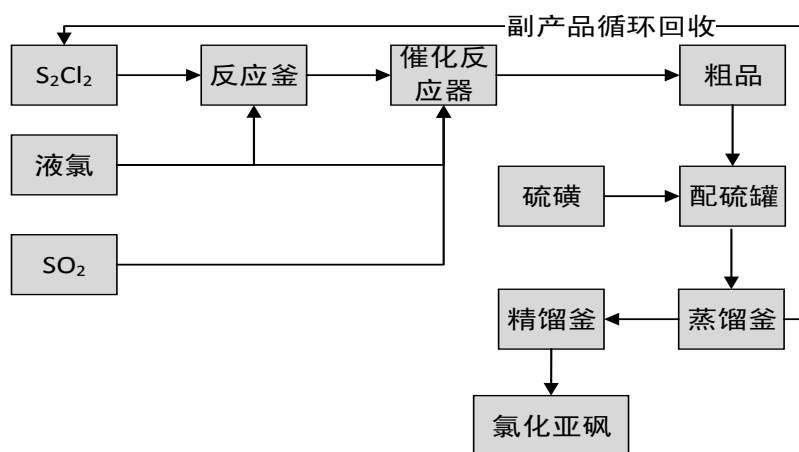 副产品循环回收
S₂Cl₂
反应釜
催化反
应器
粗品
液氯
硫磺
配硫罐
SO₂
精馏釜
蒸馏釜
氯化亚砜